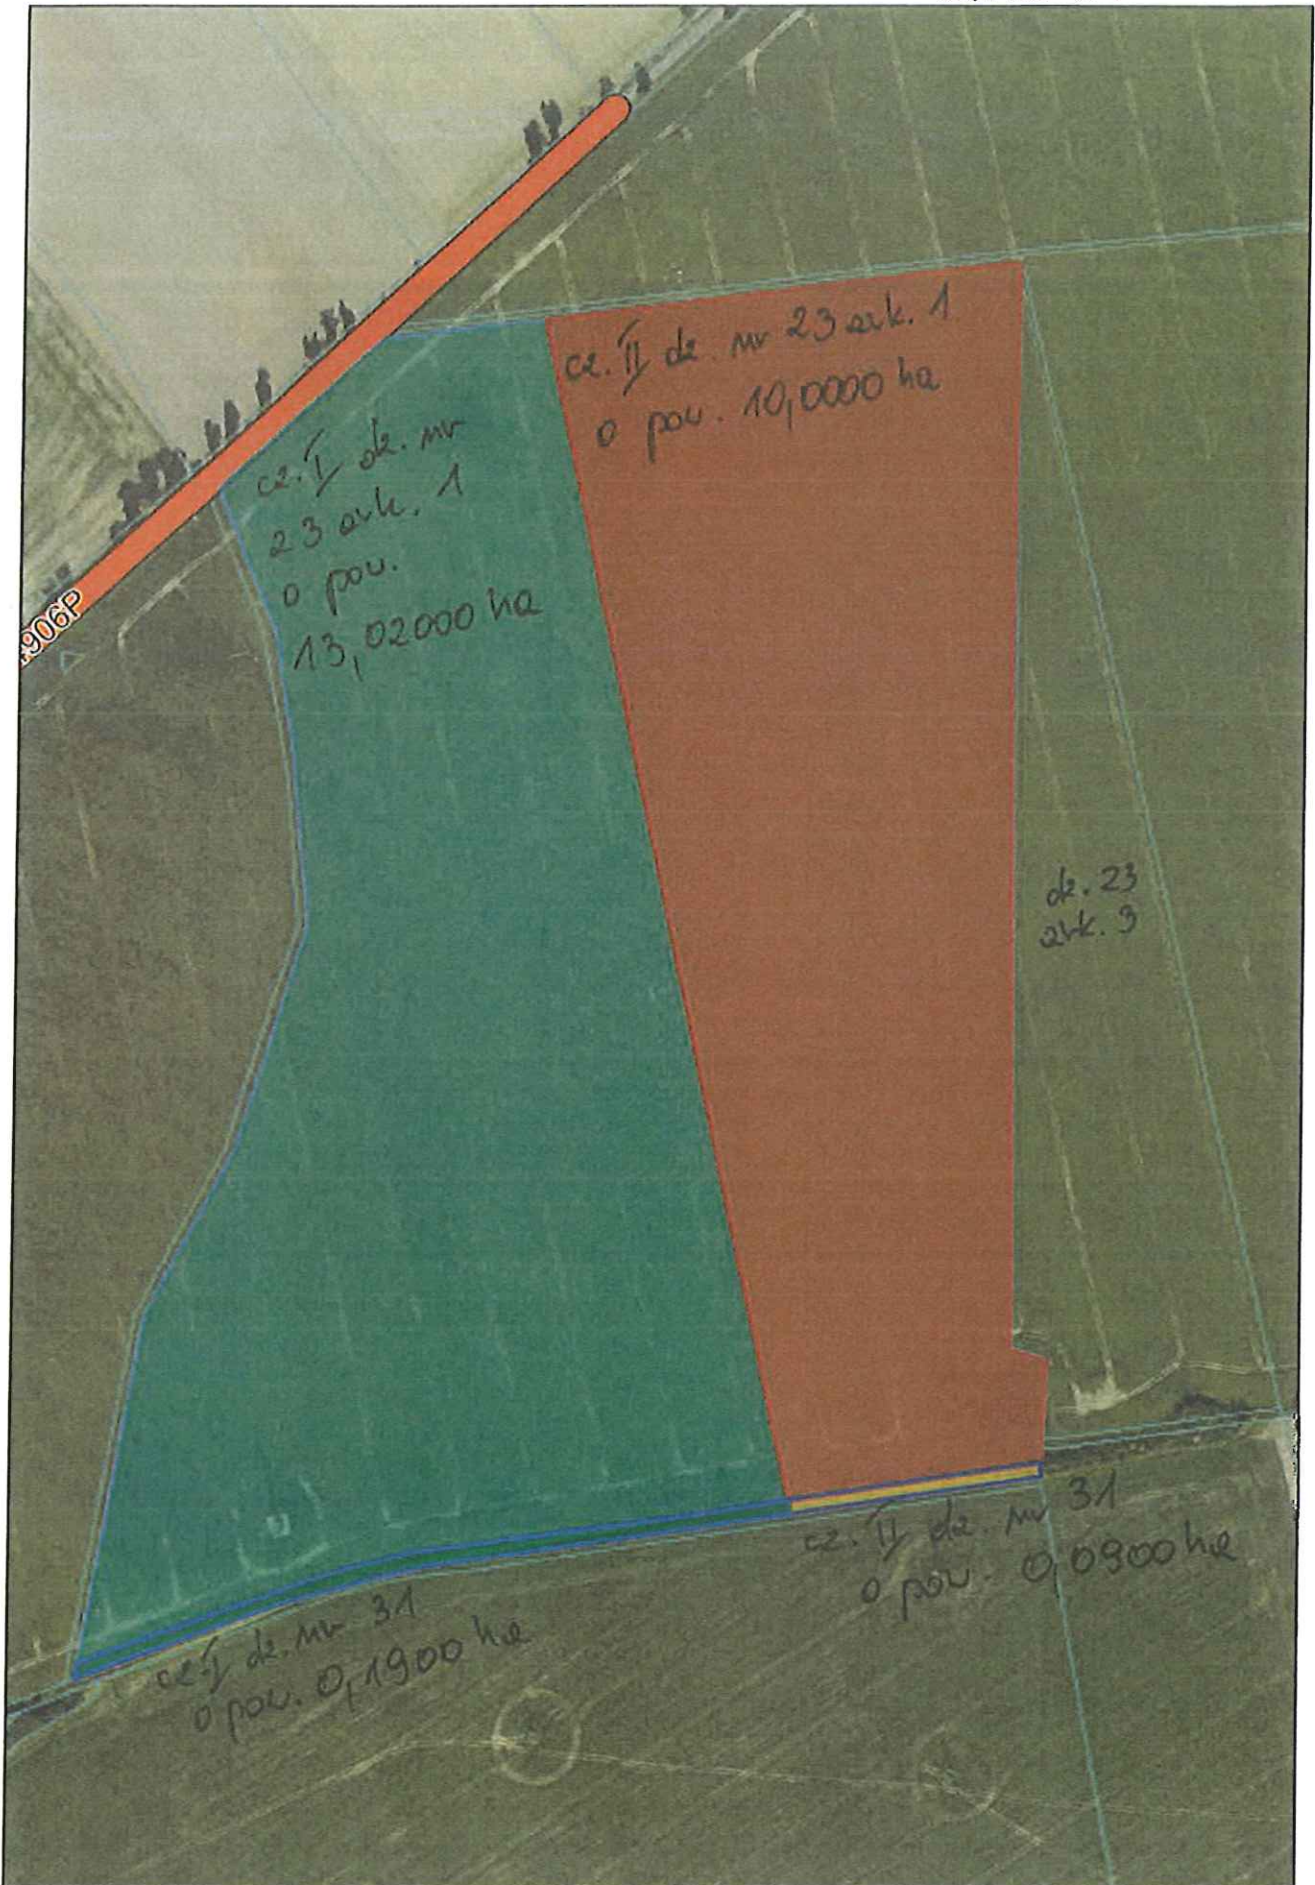 906P
cz. II dz. nr 23 ark. 1
o pow. 10,0000 ha
cz. I dz. nr
23 ark. 1
o pow.
13,02000 ha
dz. 23
ark. 3
cz. II dz. nr 31
o pow. 0,0900 ha
cz. I dz. nr 31
o pow. 0,1900 ha